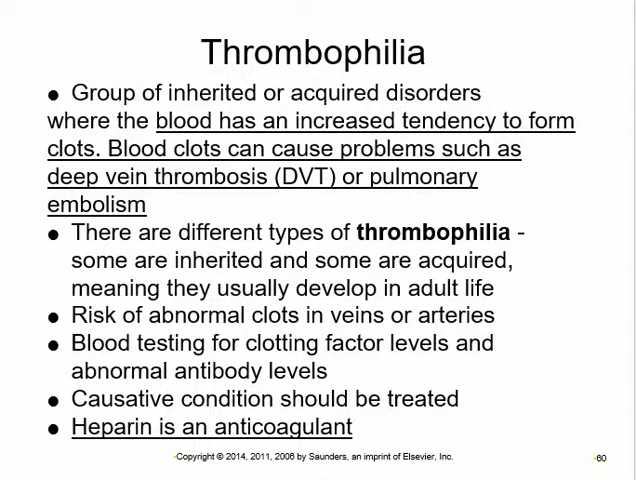 Thrombophilia
● Group of inherited or acquired disorders
where the blood has an increased tendency to form
clots. Blood clots can cause problems such as
deep vein thrombosis (DVT) or pulmonary
embolism
● There are different types of thrombophilia -
some are inherited and some are acquired,
meaning they usually develop in adult life
● Risk of abnormal clots in veins or arteries
● Blood testing for clotting factor levels and
abnormal antibody levels
● Causative condition should be treated
● Heparin is an anticoagulant
•Copyright © 2014, 2011, 2006 by Saunders, an imprint of Elsevier, Inc.
•60